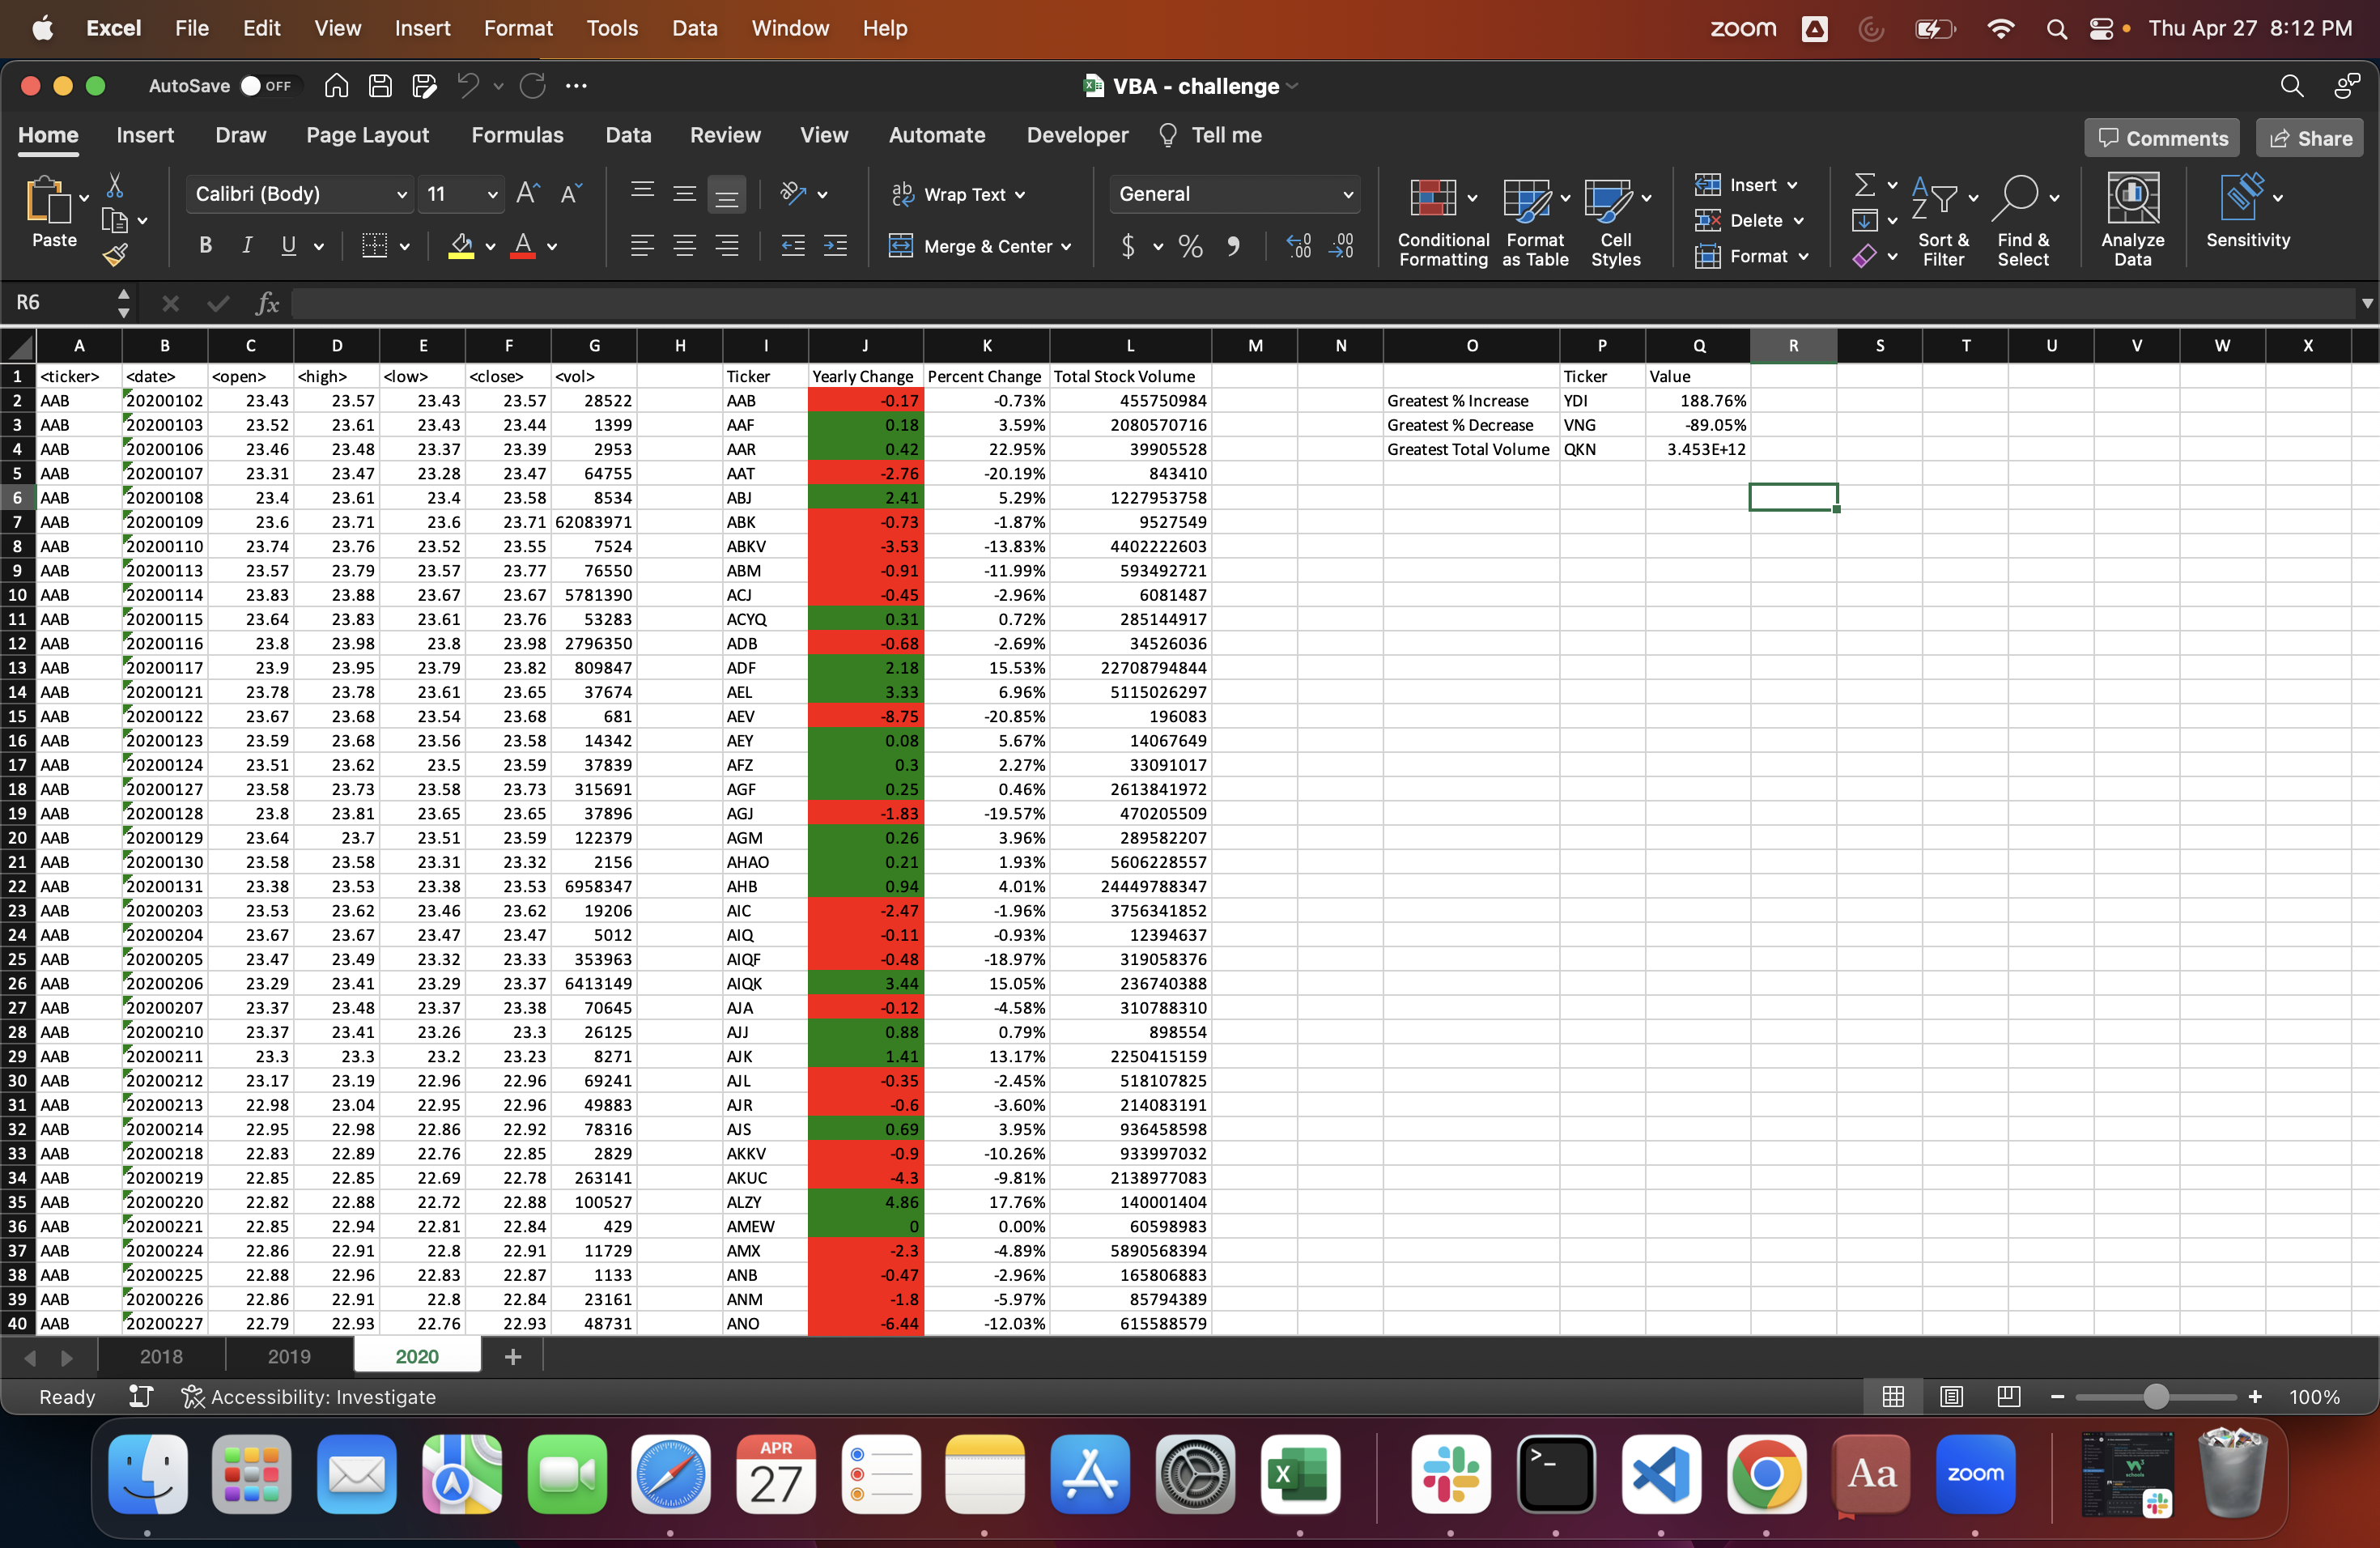 Excel File Edit View Insert Format Tools Data Window Help zoom Thu Apr 27 8:12 PM
AutoSave OFF VBA - challenge
Home Insert Draw Page Layout Formulas Data Review View Automate Developer Tell me Comments Share
Paste Calibri (Body) 11 A A ab Wrap Text General Insert Delete Format
B I U A Merge & Center $ % 9 Conditional Formatting Format as Table Cell Styles Sort & Filter Find & Select Analyze Data Sensitivity
R6 fx
A B C D E F G H I J K L M N O P Q R S T U V W X
1 <ticker> <date> <open> <high> <low> <close> <vol> Ticker Yearly Change Percent Change Total Stock Volume Ticker Value
2 AAB 20200102 23.43 23.57 23.43 23.57 28522 AAB -0.17 -0.73% 455750984 Greatest % Increase YDI 188.76%
3 AAB 20200103 23.52 23.61 23.43 23.44 1399 AAF 0.18 3.59% 2080570716 Greatest % Decrease VNG -89.05%
4 AAB 20200106 23.46 23.48 23.37 23.39 2953 AAR 0.42 22.95% 39905528 Greatest Total Volume QKN 3.453E+12
5 AAB 20200107 23.31 23.47 23.28 23.47 64755 AAT -2.76 -20.19% 843410
6 AAB 20200108 23.4 23.61 23.4 23.58 8534 ABJ 2.41 5.29% 1227953758
7 AAB 20200109 23.6 23.71 23.6 23.71 62083971 ABK -0.73 -1.87% 9527549
8 AAB 20200110 23.74 23.76 23.52 23.55 7524 ABKV -3.53 -13.83% 4402222603
9 AAB 20200113 23.57 23.79 23.57 23.77 76550 ABM -0.91 -11.99% 593492721
10 AAB 20200114 23.83 23.88 23.67 23.67 5781390 ACJ -0.45 -2.96% 6081487
11 AAB 20200115 23.64 23.83 23.61 23.76 53283 ACYQ 0.31 0.72% 285144917
12 AAB 20200116 23.8 23.98 23.8 23.98 2796350 ADB -0.68 -2.69% 34526036
13 AAB 20200117 23.9 23.95 23.79 23.82 809847 ADF 2.18 15.53% 22708794844
14 AAB 20200121 23.78 23.78 23.61 23.65 37674 AEL 3.33 6.96% 5115026297
15 AAB 20200122 23.67 23.68 23.54 23.68 681 AEV -8.75 -20.85% 196083
16 AAB 20200123 23.59 23.68 23.56 23.58 14342 AEY 0.08 5.67% 14067649
17 AAB 20200124 23.51 23.62 23.5 23.59 37839 AFZ 0.3 2.27% 33091017
18 AAB 20200127 23.58 23.73 23.58 23.73 315691 AGF 0.25 0.46% 2613841972
19 AAB 20200128 23.8 23.81 23.65 23.65 37896 AGJ -1.83 -19.57% 470205509
20 AAB 20200129 23.64 23.7 23.51 23.59 122379 AGM 0.26 3.96% 289582207
21 AAB 20200130 23.58 23.58 23.31 23.32 2156 AHAO 0.21 1.93% 5606228557
22 AAB 20200131 23.38 23.53 23.38 23.53 6958347 AHB 0.94 4.01% 24449788347
23 AAB 20200203 23.53 23.62 23.46 23.62 19206 AIC -2.47 -1.96% 3756341852
24 AAB 20200204 23.67 23.67 23.47 23.47 5012 AIQ -0.11 -0.93% 12394637
25 AAB 20200205 23.47 23.49 23.32 23.33 353963 AIQF -0.48 -18.97% 319058376
26 AAB 20200206 23.29 23.41 23.29 23.37 6413149 AIQK 3.44 15.05% 236740388
27 AAB 20200207 23.37 23.48 23.37 23.38 70645 AJA -0.12 -4.58% 310788310
28 AAB 20200210 23.37 23.41 23.26 23.3 26125 AJJ 0.88 0.79% 898554
29 AAB 20200211 23.3 23.3 23.2 23.23 8271 AJK 1.41 13.17% 2250415159
30 AAB 20200212 23.17 23.19 22.96 22.96 69241 AJL -0.35 -2.45% 518107825
31 AAB 20200213 22.98 23.04 22.95 22.96 49883 AJR -0.6 -3.60% 214083191
32 AAB 20200214 22.95 22.98 22.86 22.92 78316 AJS 0.69 3.95% 936458598
33 AAB 20200218 22.83 22.89 22.76 22.85 2829 AKKV -0.9 -10.26% 933997032
34 AAB 20200219 22.85 22.85 22.69 22.78 263141 AKUC -4.3 -9.81% 2138977083
35 AAB 20200220 22.82 22.88 22.72 22.88 100527 ALZY 4.86 17.76% 140001404
36 AAB 20200221 22.85 22.94 22.81 22.84 429 AMEW 0 0.00% 60598983
37 AAB 20200224 22.86 22.91 22.8 22.91 11729 AMX -2.3 -4.89% 5890568394
38 AAB 20200225 22.88 22.96 22.83 22.87 1133 ANB -0.47 -2.96% 165806883
39 AAB 20200226 22.86 22.91 22.8 22.84 23161 ANM -1.8 -5.97% 85794389
40 AAB 20200227 22.79 22.93 22.76 22.93 48731 ANO -6.44 -12.03% 615588579
2018 2019 2020 +
Ready Accessibility: Investigate 100%
APR
27 X >_ Aa zoom